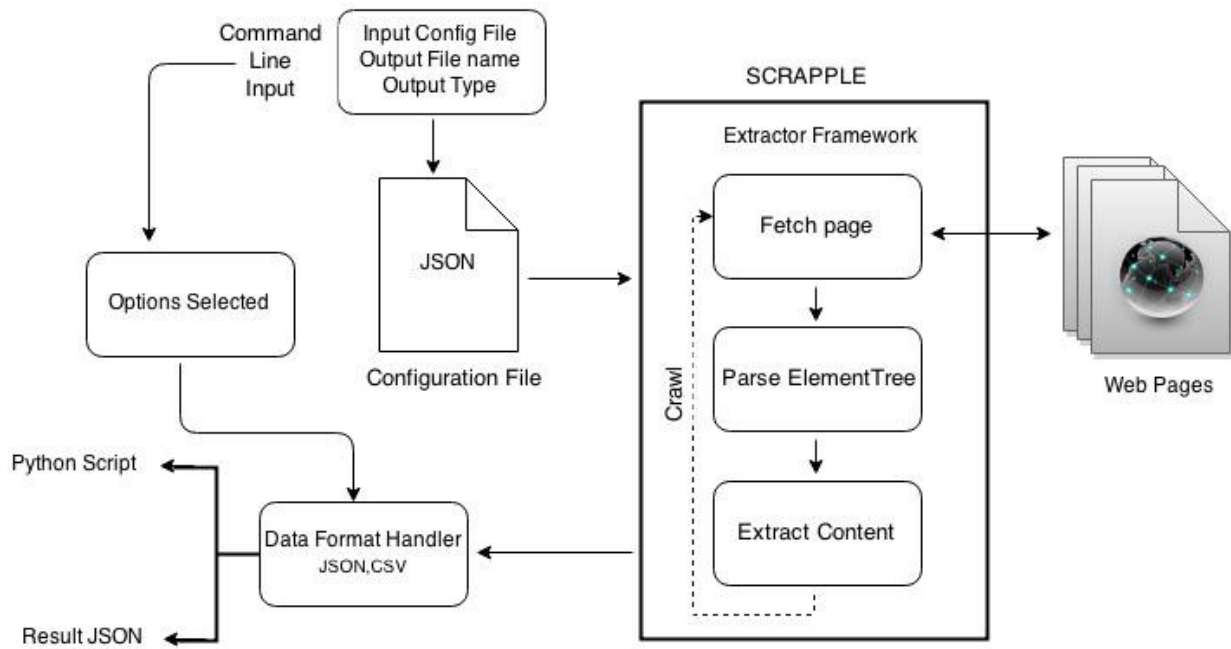 Command
Line
Input
Input Config File
Output File name
Output Type
SCRAPPLE
Extractor Framework
Fetch page
JSON
Options Selected
Configuration File
Parse ElementTree
Crawl
Web Pages
Python Script
Data Format Handler
JSON,CSV
Extract Content
Result JSON